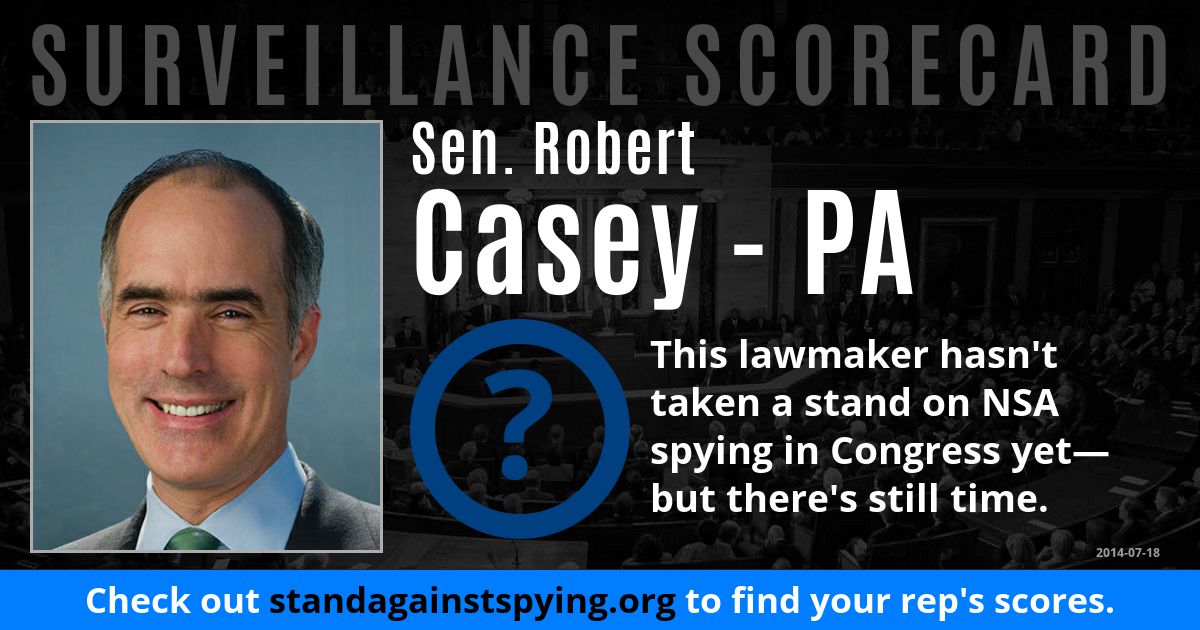 SURVEILLANCE SCORECARD
Sen. Robert
Casey - PA
?
This lawmaker hasn't
taken a stand on NSA
spying in Congress yet—
but there's still time.
2014-07-18
Check out standagainstspying.org to find your rep's scores.